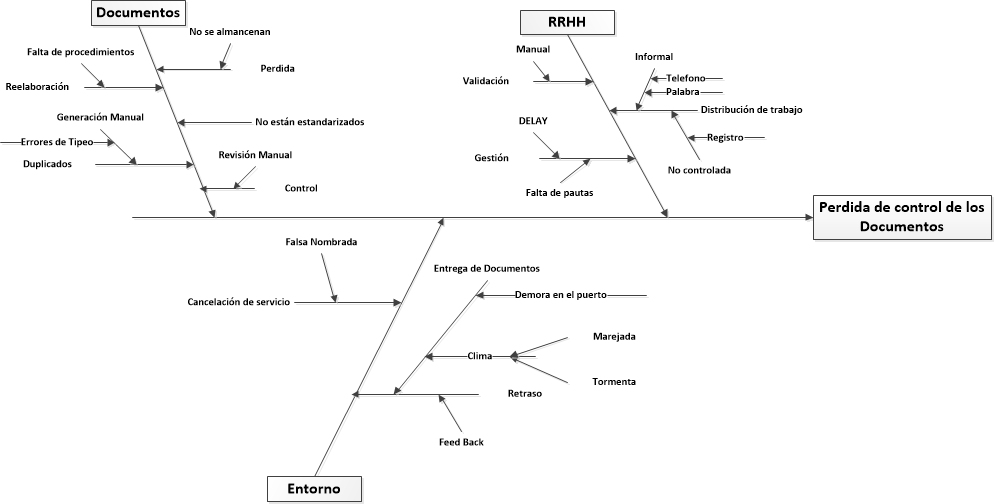 Documentos
RRHH
No se almancenan
Falta de procedimientos
Perdida
Reelaboración
Generación Manual
No están estandarizados
Errores de Tipeo
Revisión Manual
Duplicados
Control
Manual
Informal
Validación
Telefono
Palabra
Distribución de trabajo
DELAY
Registro
Gestión
No controlada
Falta de pautas
Perdida de control de los
Documentos
Falsa Nombrada
Entrega de Documentos
Cancelación de servicio
Demora en el puerto
Marejada
Clima
Tormenta
Retraso
Feed Back
Entorno